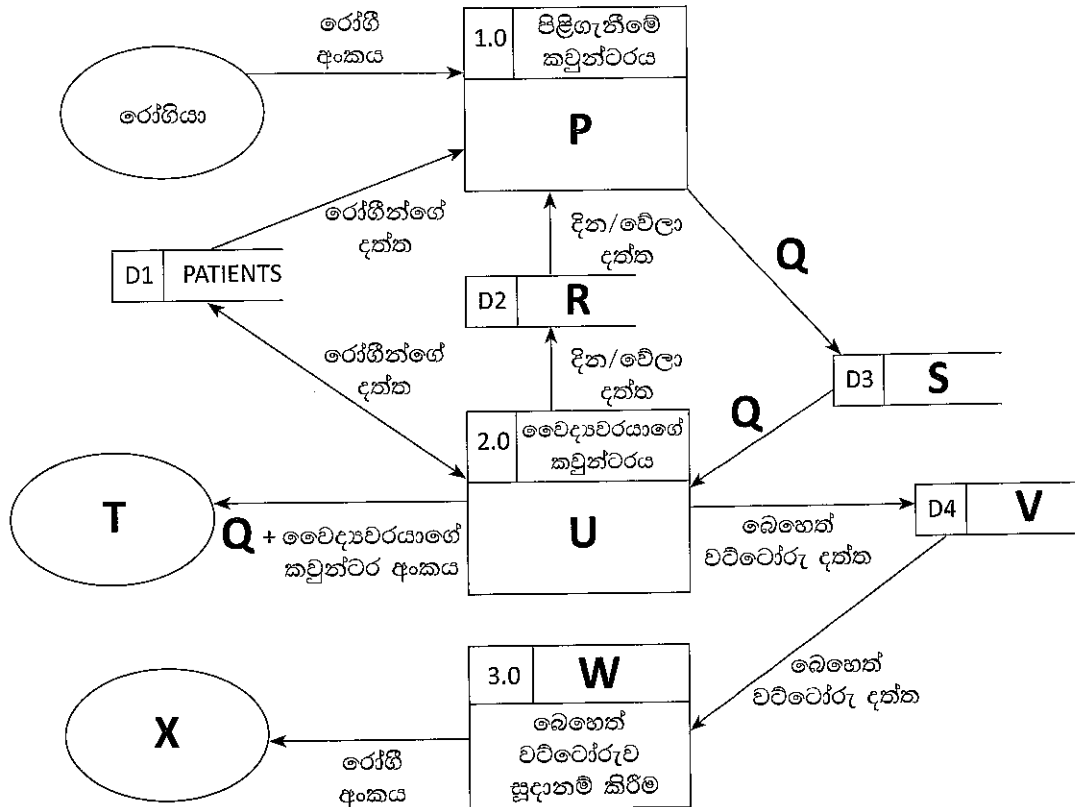 රෝගී
අංකය
1.0
පිළිගැනීමේ
කවුන්ටරය
රෝගියා
P
රෝගීන්ගේ
දත්ත
දින/වේලා
දත්ත
Q
D1 PATIENTS
D2 R
රෝගීන්ගේ
දත්ත
දින/වේලා
දත්ත
D3 S
Q
2.0
වෛද්‍යවරයාගේ
කවුන්ටරය
T
Q + වෛද්‍යවරයාගේ
කවුන්ටර අංකය
U
D4 V
බෙහෙත්
වට්ටෝරු දත්ත
3.0 W
බෙහෙත්
වට්ටෝරු දත්ත
X
බෙහෙත්
වට්ටෝරුව
සූදානම් කිරීම
රෝගී
අංකය